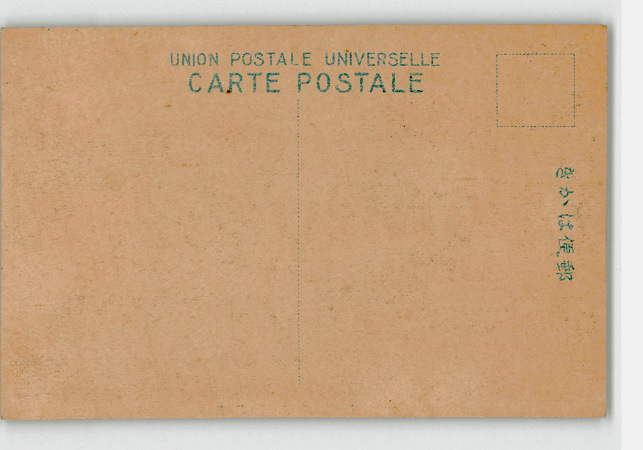 UNION POSTALE UNIVERSELLE
CARTE POSTALE
郵便はかき